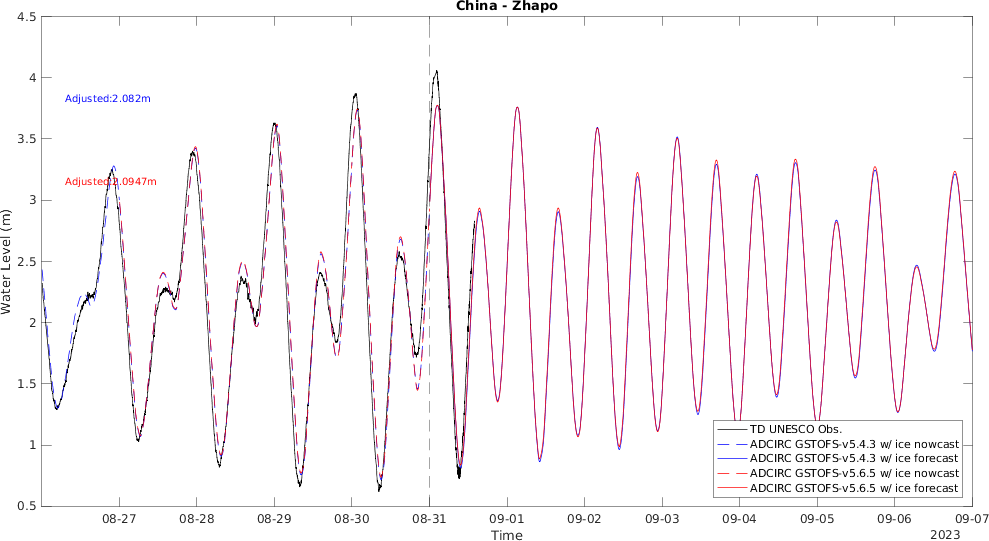 China - Zhapo
4.5
4
3.5
3
2.5
2
1.5
1
0.5
Water Level (m)
Adjusted:2.082m
Adjusted:2.0947m
TD UNESCO Obs.
ADCIRC GSTOFS-v5.4.3 w/ ice nowcast
ADCIRC GSTOFS-v5.4.3 w/ ice forecast
ADCIRC GSTOFS-v5.6.5 w/ ice nowcast
ADCIRC GSTOFS-v5.6.5 w/ ice forecast
08-27 08-28 08-29 08-30 08-31 09-01 09-02 09-03 09-04 09-05 09-06 09-07
Time
2023